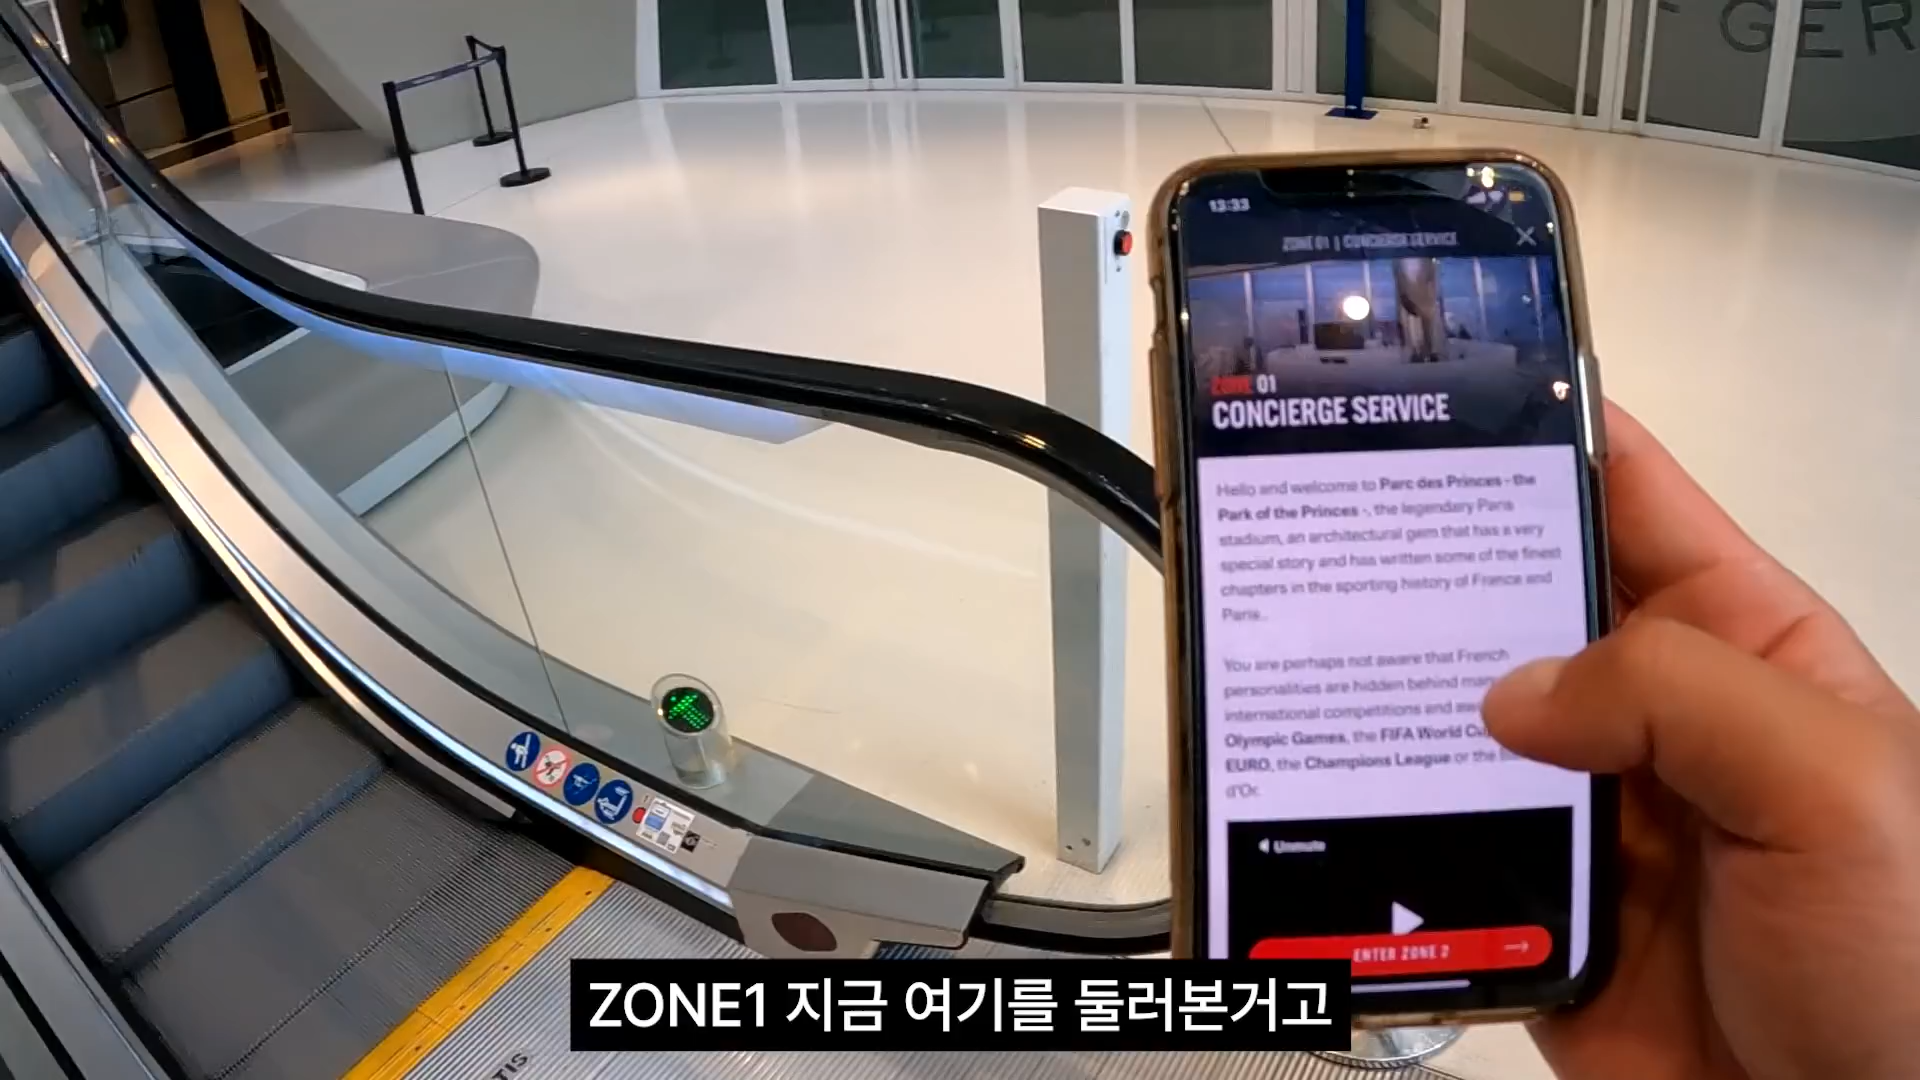 GER
13:33
ZONE 01 | CONCIERGE SERVICE
ZONE 01
CONCIERGE SERVICE
Hello and welcome to Parc des Princes - the
Park of the Princes -, the legendary Paris
stadium, an architectural gem that has a very
special story and has written some of the finest
chapters in the sporting history of France and
Paris..
You are perhaps not aware that French
personalities are hidden behind
international competitions and
Olympic Games, the FIFA World
EURO, the Champions League or the
d'Or.
Unmute
ENTER ZONE 2
TIS
ZONE1 지금 여기를 둘러본거고